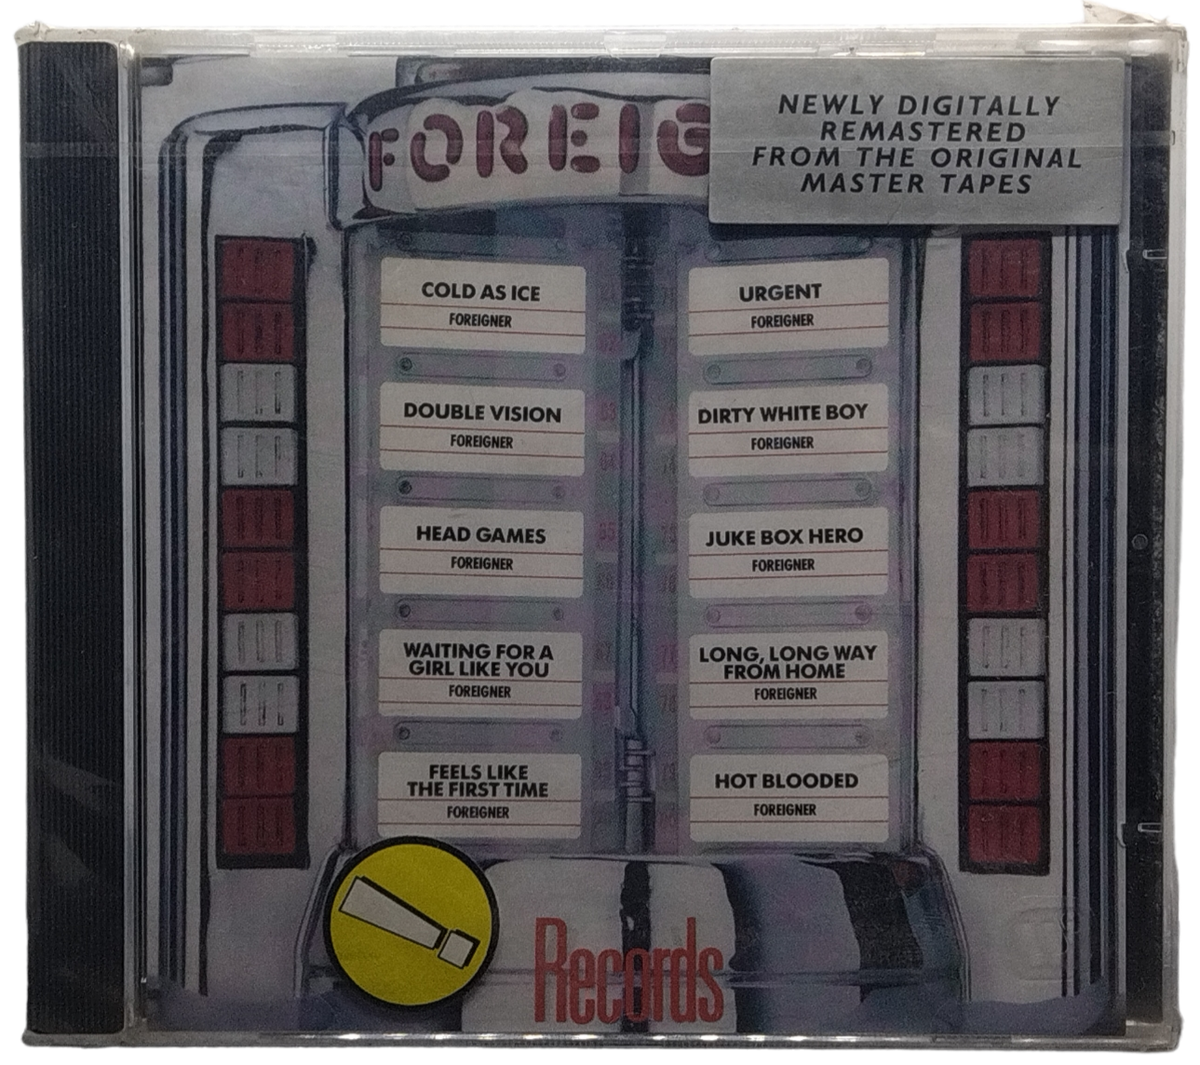 FOREIG
NEWLY DIGITALLY
REMASTERED
FROM THE ORIGINAL
MASTER TAPES
COLD AS ICE
FOREIGNER
DOUBLE VISION
FOREIGNER
HEAD GAMES
FOREIGNER
WAITING FOR A
GIRL LIKE YOU
FOREIGNER
FEELS LIKE
THE FIRST TIME
FOREIGNER
URGENT
FOREIGNER
DIRTY WHITE BOY
FOREIGNER
JUKE BOX HERO
FOREIGNER
LONG, LONG WAY
FROM HOME
FOREIGNER
HOT BLOODED
FOREIGNER
Records